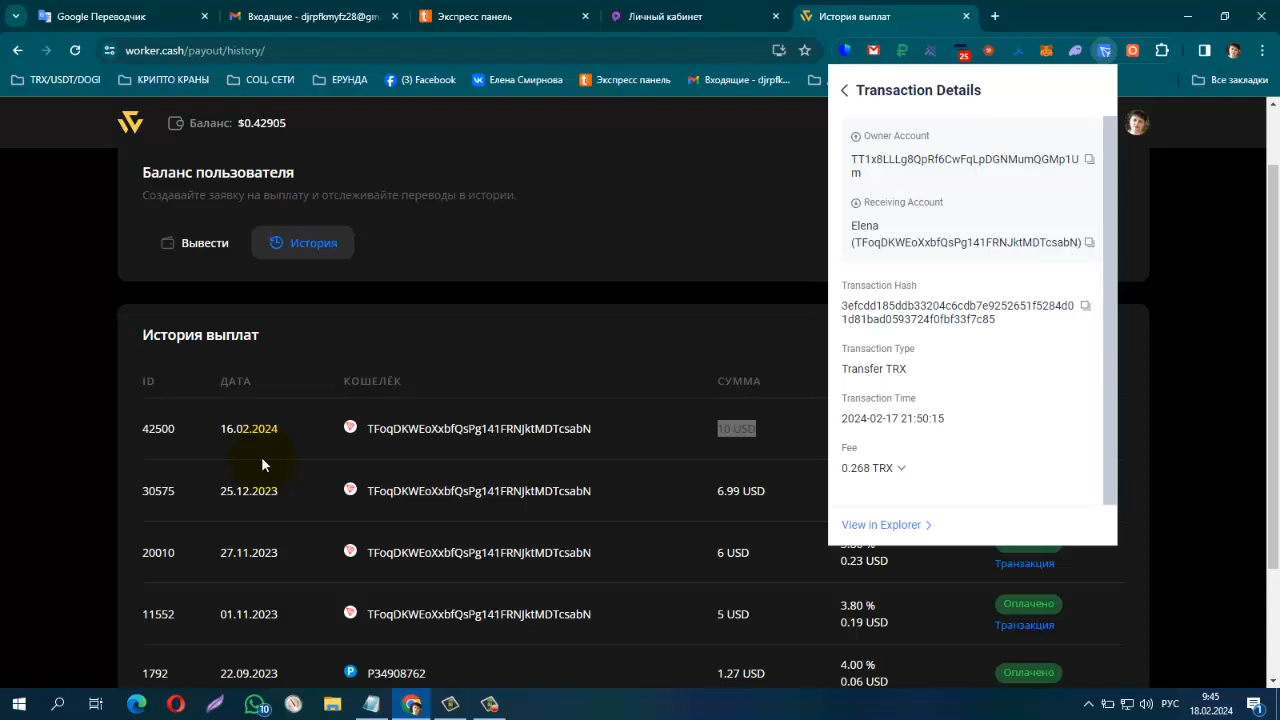 Google Переводчик
Входящие - djrpfkmyfz28@gm
Экспресс панель
Личный кабинет
История выплат
worker.cash/payout/history/
25
TRX/USDT/DOGI
КРИПТО КРАНЫ
СОЦ. СЕТИ
ЕРУНДА
(3) Facebook
Елена Смирнова
Экспресс панель
Входящие - djrpfk...
Все закладки
Баланс: $0.42905
Баланс пользователя
Создавайте заявку на выплату и отслеживайте переводы в истории.
Вывести
История
История выплат
ID ДАТА КОШЕЛЁК СУММА
42500 16.02.2024 TFoqDKWEoXxbfQsPg141FRNJktMDTcsabN 10 USD
30575 25.12.2023 TFoqDKWEoXxbfQsPg141FRNJktMDTcsabN 6.99 USD
20010 27.11.2023 TFoqDKWEoXxbfQsPg141FRNJktMDTcsabN 6 USD
0.23 USD
Транзакция
11552 01.11.2023 TFoqDKWEoXxbfQsPg141FRNJktMDTcsabN 5 USD
3.80 %
0.19 USD
Оплачено
Транзакция
1792 22.09.2023 P34908762 1.27 USD
4.00 %
0.06 USD
Оплачено
Transaction Details
Owner Account
TT1x8LLLg8QpRf6CwFqLpDGNMumQGMp1U
m
Receiving Account
Elena
(TFoqDKWEoXxbfQsPg141FRNJktMDTcsabN)
Transaction Hash
3efcdd185ddb33204c6cdb7e9252651f5284d0
1d81bad0593724f0fbf33f7c85
Transaction Type
Transfer TRX
Transaction Time
2024-02-17 21:50:15
Fee
0.268 TRX
View in Explorer
10
РУС
9:45
18.02.2024